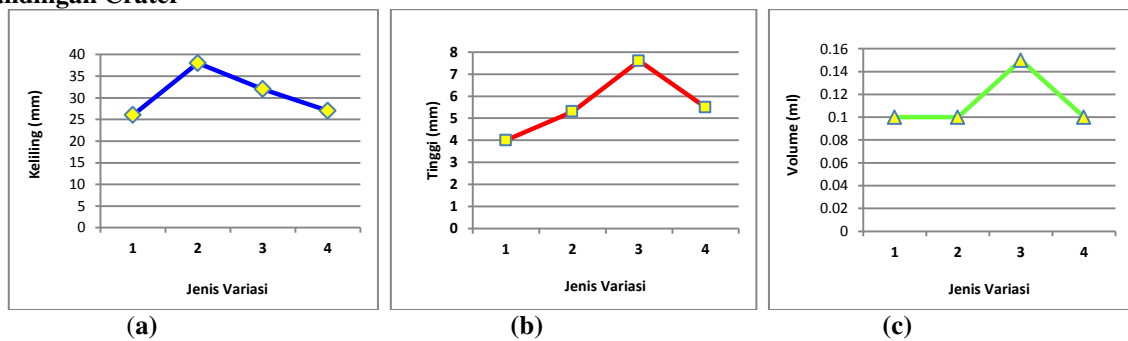 Crater
40
35
30
25
20
15
10
5
0
1 2 3 4
Keliling (mm)
Jenis Variasi
(a)
8
7
6
5
4
3
2
1
0
1 2 3 4
Tinggi (mm)
Jenis Variasi
(b)
0.16
0.14
0.12
0.1
0.08
0.06
0.04
0.02
0
1 2 3 4
Volume (ml)
Jenis Variasi
(c)